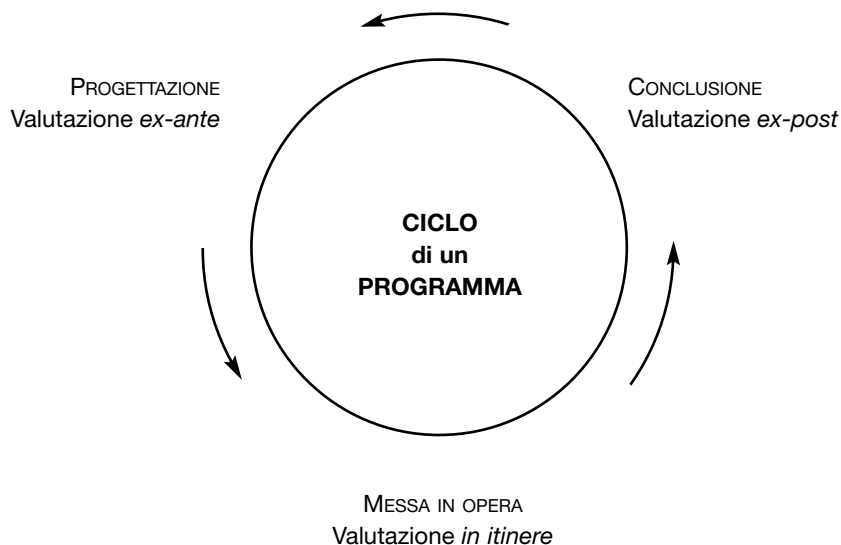 PROGETTAZIONE
Valutazione ex-ante
CONCLUSIONE
Valutazione ex-post
CICLO
di un
PROGRAMMA
MESSA IN OPERA
Valutazione in itinere